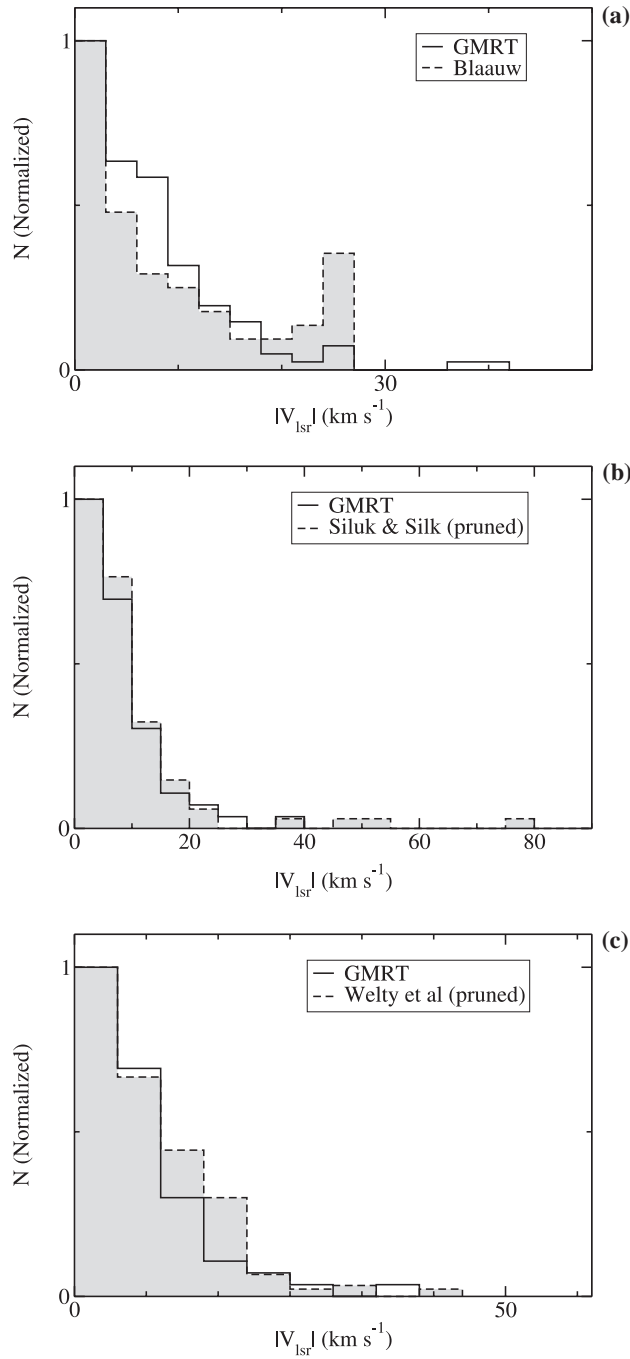 (a)
GMRT
Blaauw
1
N (Normalized)
0
0
30
|V_lsr| (km s⁻¹)
(b)
GMRT
Siluk & Silk (pruned)
1
N (Normalized)
0
0
20
40
60
80
|V_lsr| (km s⁻¹)
(c)
GMRT
Welty et al (pruned)
1
N (Normalized)
0
0
50
|V_lsr| (km s⁻¹)